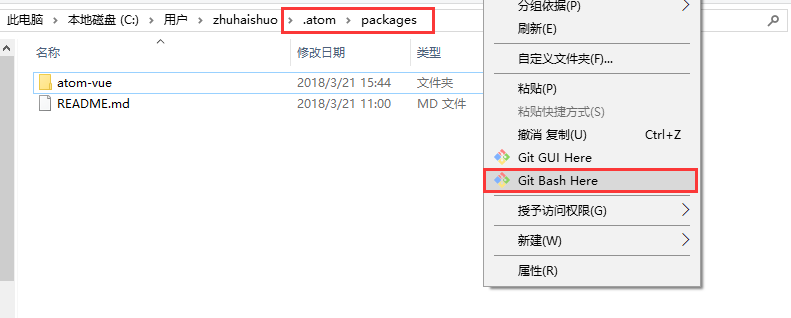 此电脑 › 本地磁盘 (C:) › 用户 › zhuhaishuo › .atom › packages
名称 修改日期 类型
atom-vue 2018/3/21 15:44 文件夹
README.md 2018/3/21 11:00 MD 文件
分组依据(P)
刷新(E)
自定义文件夹(F)...
粘贴(P)
粘贴快捷方式(S)
撤消 复制(U) Ctrl+Z
Git GUI Here
Git Bash Here
授予访问权限(G)
新建(W)
属性(R)